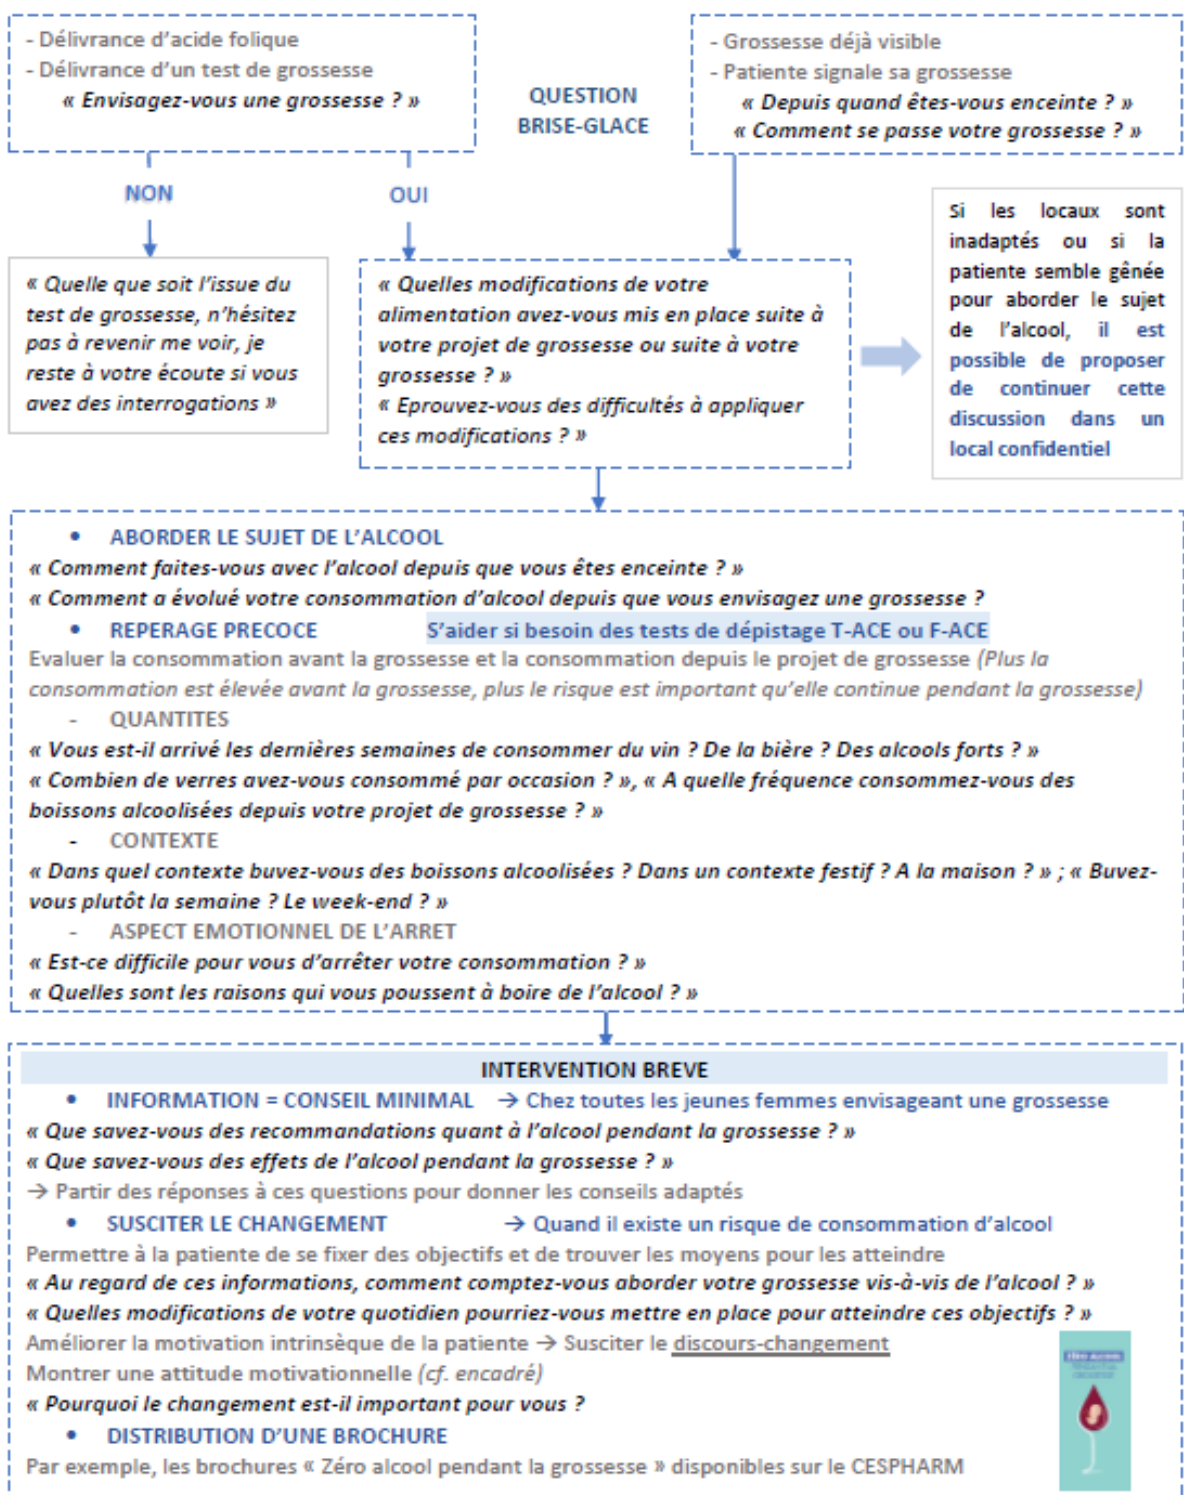 - Délivrance d'acide folique
- Délivrance d'un test de grossesse
« Envisagez-vous une grossesse ? »
QUESTION
BRISE-GLACE
- Grossesse déjà visible
- Patiente signale sa grossesse
« Depuis quand êtes-vous enceinte ? »
« Comment se passe votre grossesse ? »
NON
OUI
« Quelle que soit l'issue du
test de grossesse, n'hésitez
pas à revenir me voir, je
reste à votre écoute si vous
avez des interrogations »
« Quelles modifications de votre
alimentation avez-vous mis en place suite à
votre projet de grossesse ou suite à votre
grossesse ? »
« Eprouvez-vous des difficultés à appliquer
ces modifications ? »
Si les locaux sont
inadaptés ou si la
patiente semble gênée
pour aborder le sujet
de l'alcool, il est
possible de proposer
de continuer cette
discussion dans un
local confidentiel
• ABORDER LE SUJET DE L'ALCOOL
« Comment faites-vous avec l'alcool depuis que vous êtes enceinte ? »
« Comment a évolué votre consommation d'alcool depuis que vous envisagez une grossesse ?
• REPERAGE PRECOCE S'aider si besoin des tests de dépistage T-ACE ou F-ACE
Evaluer la consommation avant la grossesse et la consommation depuis le projet de grossesse (Plus la
consommation est élevée avant la grossesse, plus le risque est important qu'elle continue pendant la grossesse)
- QUANTITES
« Vous est-il arrivé les dernières semaines de consommer du vin ? De la bière ? Des alcools forts ? »
« Combien de verres avez-vous consommé par occasion ? », « A quelle fréquence consommez-vous des
boissons alcoolisées depuis votre projet de grossesse ? »
- CONTEXTE
« Dans quel contexte buvez-vous des boissons alcoolisées ? Dans un contexte festif ? A la maison ? » ; « Buvez-
vous plutôt la semaine ? Le week-end ? »
- ASPECT EMOTIONNEL DE L'ARRET
« Est-ce difficile pour vous d'arrêter votre consommation ? »
« Quelles sont les raisons qui vous poussent à boire de l'alcool ? »
INTERVENTION BREVE
• INFORMATION = CONSEIL MINIMAL → Chez toutes les jeunes femmes envisageant une grossesse
« Que savez-vous des recommandations quant à l'alcool pendant la grossesse ? »
« Que savez-vous des effets de l'alcool pendant la grossesse ? »
→ Partir des réponses à ces questions pour donner les conseils adaptés
• SUSCITER LE CHANGEMENT → Quand il existe un risque de consommation d'alcool
Permettre à la patiente de se fixer des objectifs et de trouver les moyens pour les atteindre
« Au regard de ces informations, comment comptez-vous aborder votre grossesse vis-à-vis de l'alcool ? »
« Quelles modifications de votre quotidien pourriez-vous mettre en place pour atteindre ces objectifs ? »
Améliorer la motivation intrinsèque de la patiente → Susciter le discours-changement
Montrer une attitude motivationnelle (cf. encadré)
« Pourquoi le changement est-il important pour vous ?
• DISTRIBUTION D'UNE BROCHURE
Par exemple, les brochures « Zéro alcool pendant la grossesse » disponibles sur le CESPHARM